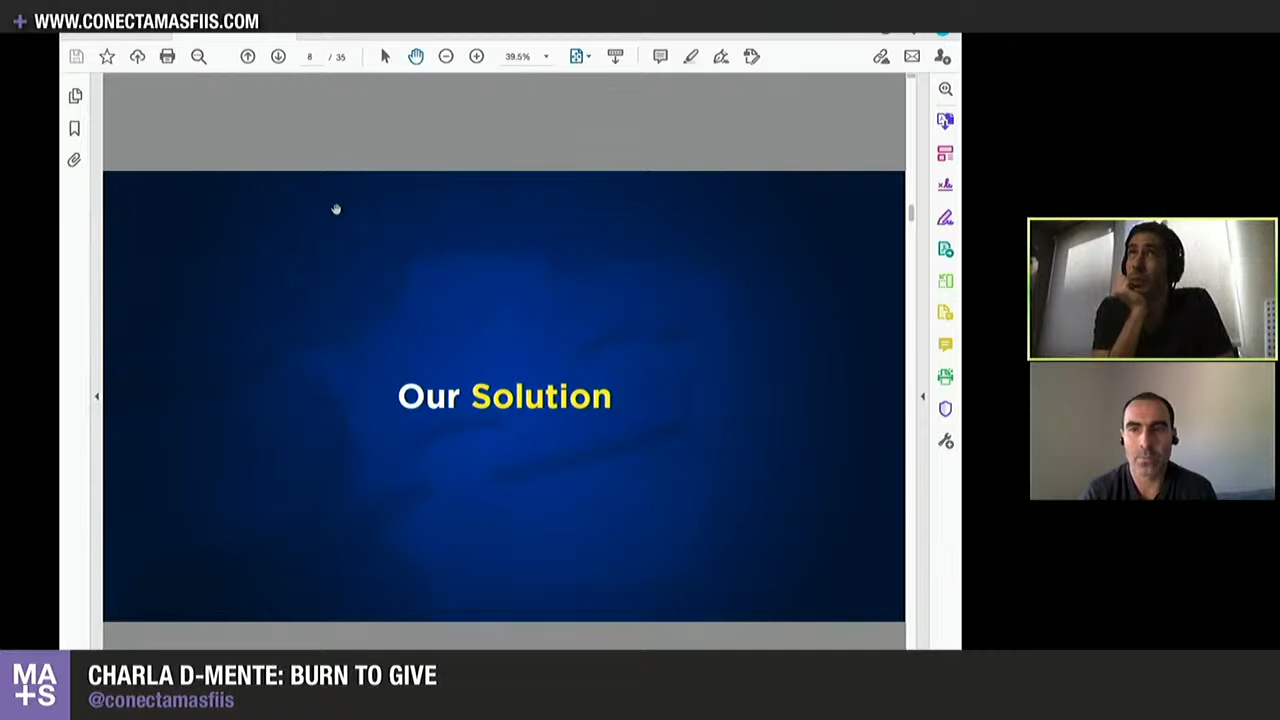 WWW.CONECTAMASFIIS.COM
8 / 35
39.5%
Our Solution
MA+S
CHARLA D-MENTE: BURN TO GIVE
@conectamasfiis